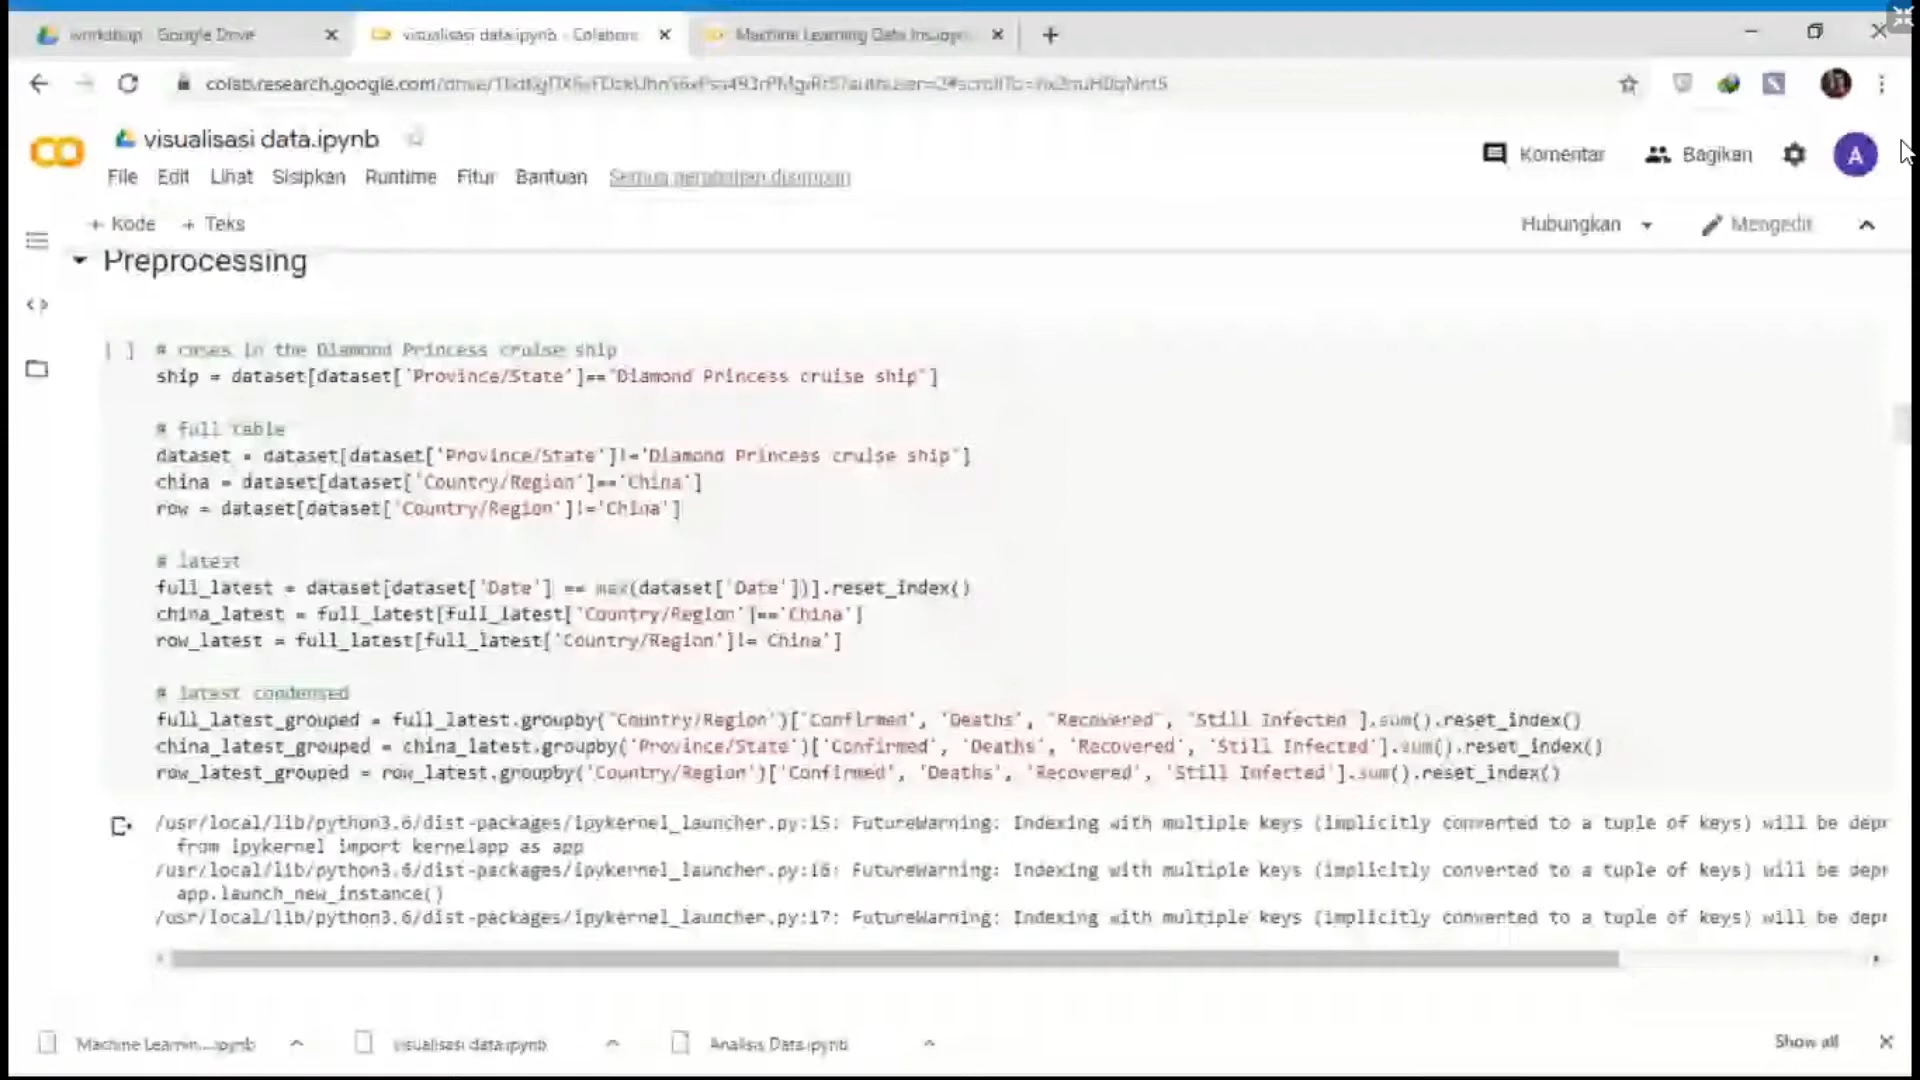 workshop - Google Drive
visualisasi data.ipynb - Colabora
Machine Learning Data
visualisasi data.ipynb
File Edit Lihat Sisipkan Runtime Fitur Bantuan Semua perubahan disimpan
Komentar Bagikan A
+ Kode + Teks
Hubungkan Mengedit
Preprocessing
[ ] # cases in the Diamond Princess cruise ship
ship = dataset[dataset['Province/State']=='Diamond Princess cruise ship']
# full table
dataset = dataset[dataset['Province/State']!='Diamond Princess cruise ship']
china = dataset[dataset['Country/Region']=='China']
row = dataset[dataset['Country/Region']!='China']
# latest
full_latest = dataset[dataset['Date'] == max(dataset['Date'])].reset_index()
china_latest = full_latest[full_latest['Country/Region']=='China']
row_latest = full_latest[full_latest['Country/Region']!='China']
# latest condensed
full_latest_grouped = full_latest.groupby('Country/Region')['Confirmed', 'Deaths', 'Recovered', 'Still Infected'].sum().reset_index()
china_latest_grouped = china_latest.groupby('Province/State')['Confirmed', 'Deaths', 'Recovered', 'Still Infected'].sum().reset_index()
row_latest_grouped = row_latest.groupby('Country/Region')['Confirmed', 'Deaths', 'Recovered', 'Still Infected'].sum().reset_index()
/usr/local/lib/python3.6/dist-packages/ipykernel_launcher.py:15: FutureWarning: Indexing with multiple keys (implicitly converted to a tuple of keys) will be depr
from ipykernel import kernelapp as app
/usr/local/lib/python3.6/dist-packages/ipykernel_launcher.py:16: FutureWarning: Indexing with multiple keys (implicitly converted to a tuple of keys) will be depr
app.launch_new_instance()
/usr/local/lib/python3.6/dist-packages/ipykernel_launcher.py:17: FutureWarning: Indexing with multiple keys (implicitly converted to a tuple of keys) will be depr
Machine Learnin....ipynb
visualisasi data.ipynb
Analisis Data.ipynb
Show all